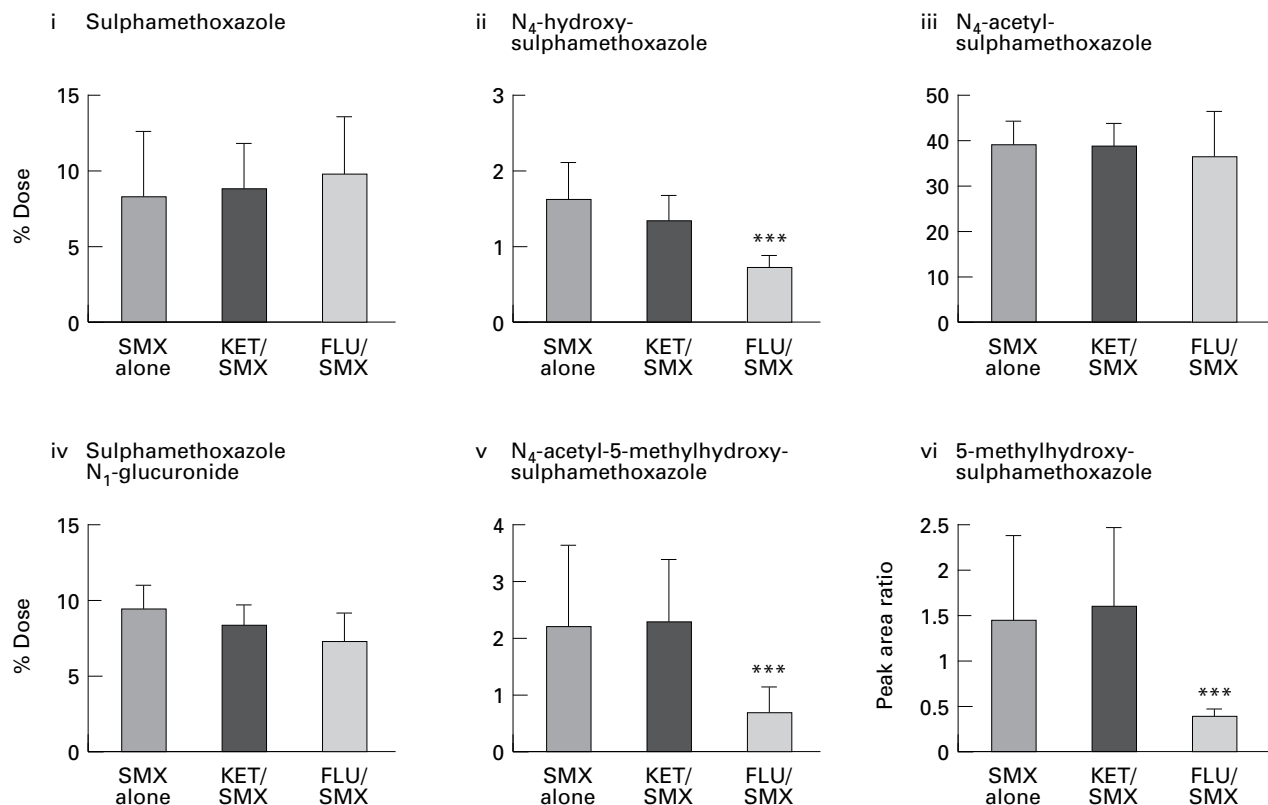 i Sulphamethoxazole
ii N4-hydroxy-
sulphamethoxazole
iii N4-acetyl-
sulphamethoxazole
% Dose
15
10
5
0
SMX alone
KET/ SMX
FLU/ SMX
3
2
1
0
***
SMX alone
KET/ SMX
FLU/ SMX
50
40
30
20
10
0
SMX alone
KET/ SMX
FLU/ SMX
iv Sulphamethoxazole
N1-glucuronide
v N4-acetyl-5-methylhydroxy-
sulphamethoxazole
vi 5-methylhydroxy-
sulphamethoxazole
% Dose
15
10
5
0
SMX alone
KET/ SMX
FLU/ SMX
4
3
2
1
0
***
SMX alone
KET/ SMX
FLU/ SMX
Peak area ratio
2.5
2
1.5
1
0.5
0
***
SMX alone
KET/ SMX
FLU/ SMX